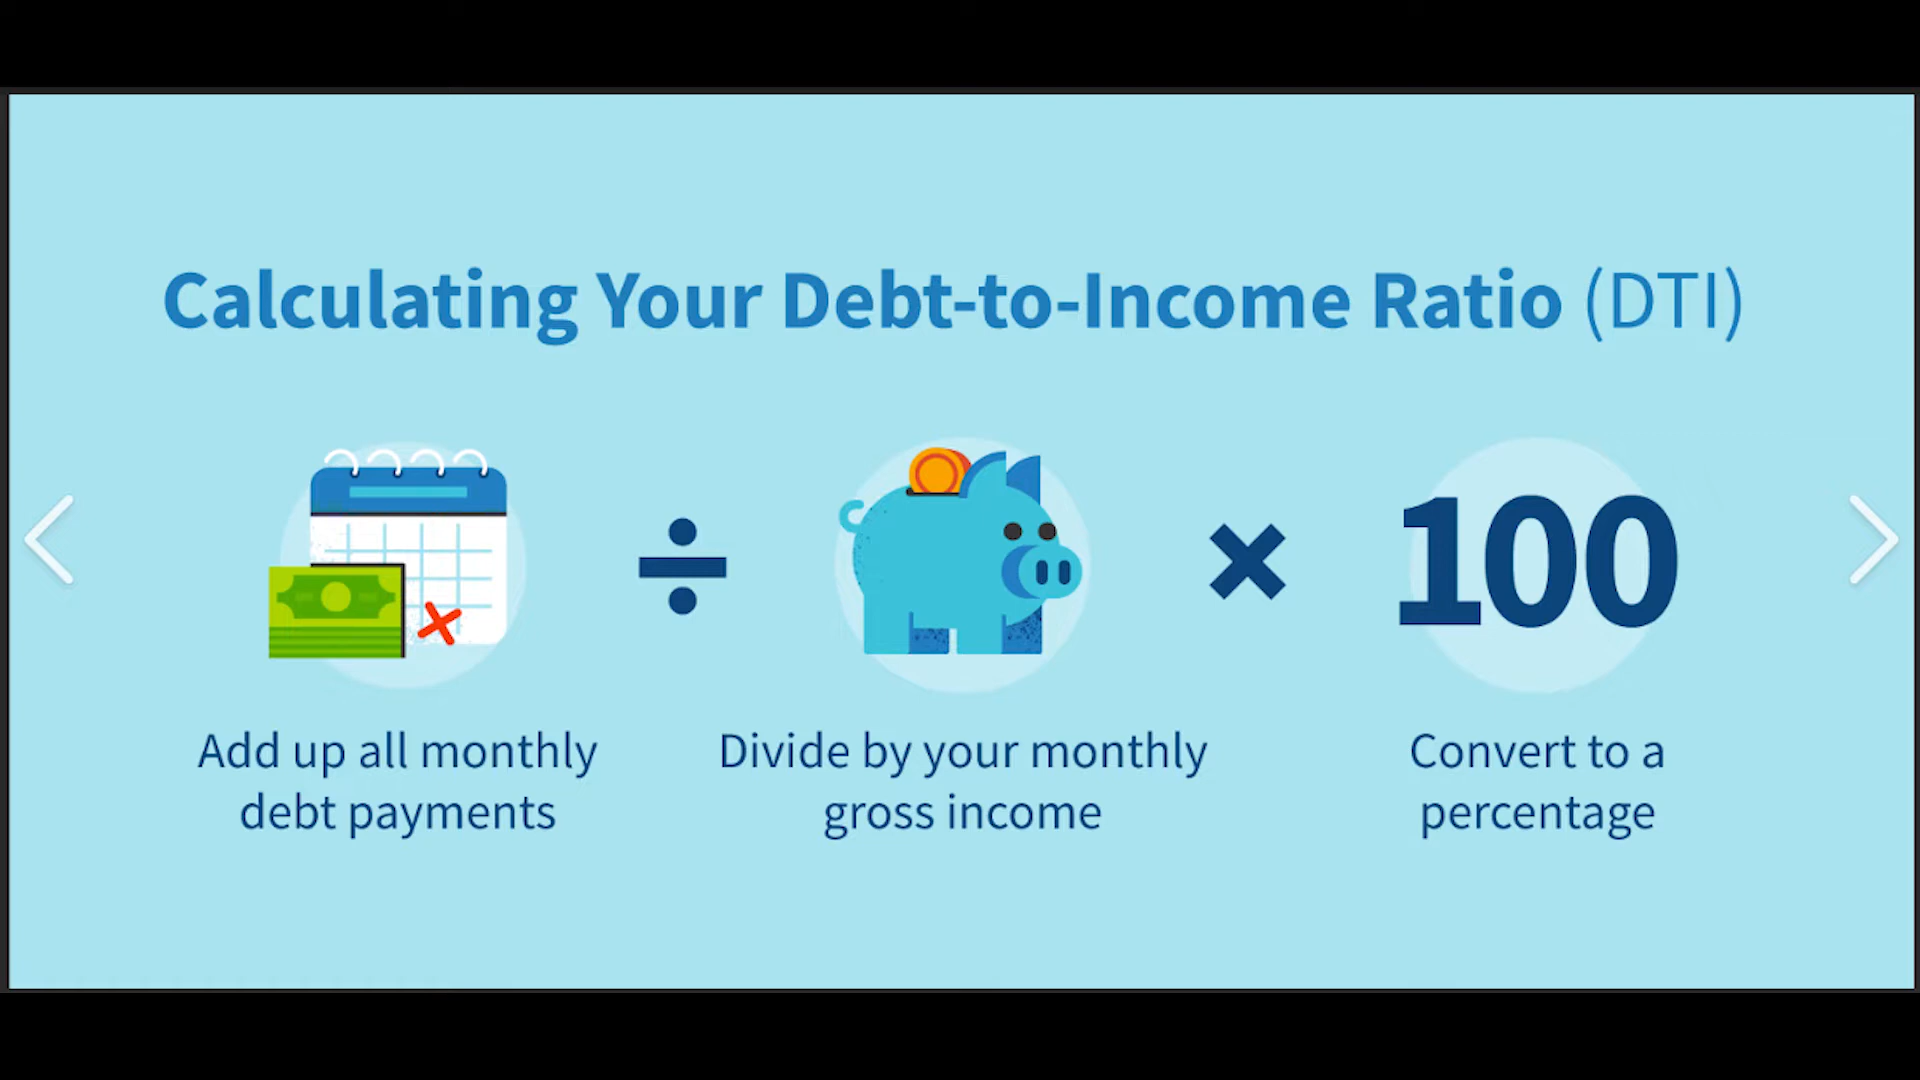 Calculating Your Debt-to-Income Ratio (DTI)
÷
×
100
Add up all monthly
debt payments
Divide by your monthly
gross income
Convert to a
percentage